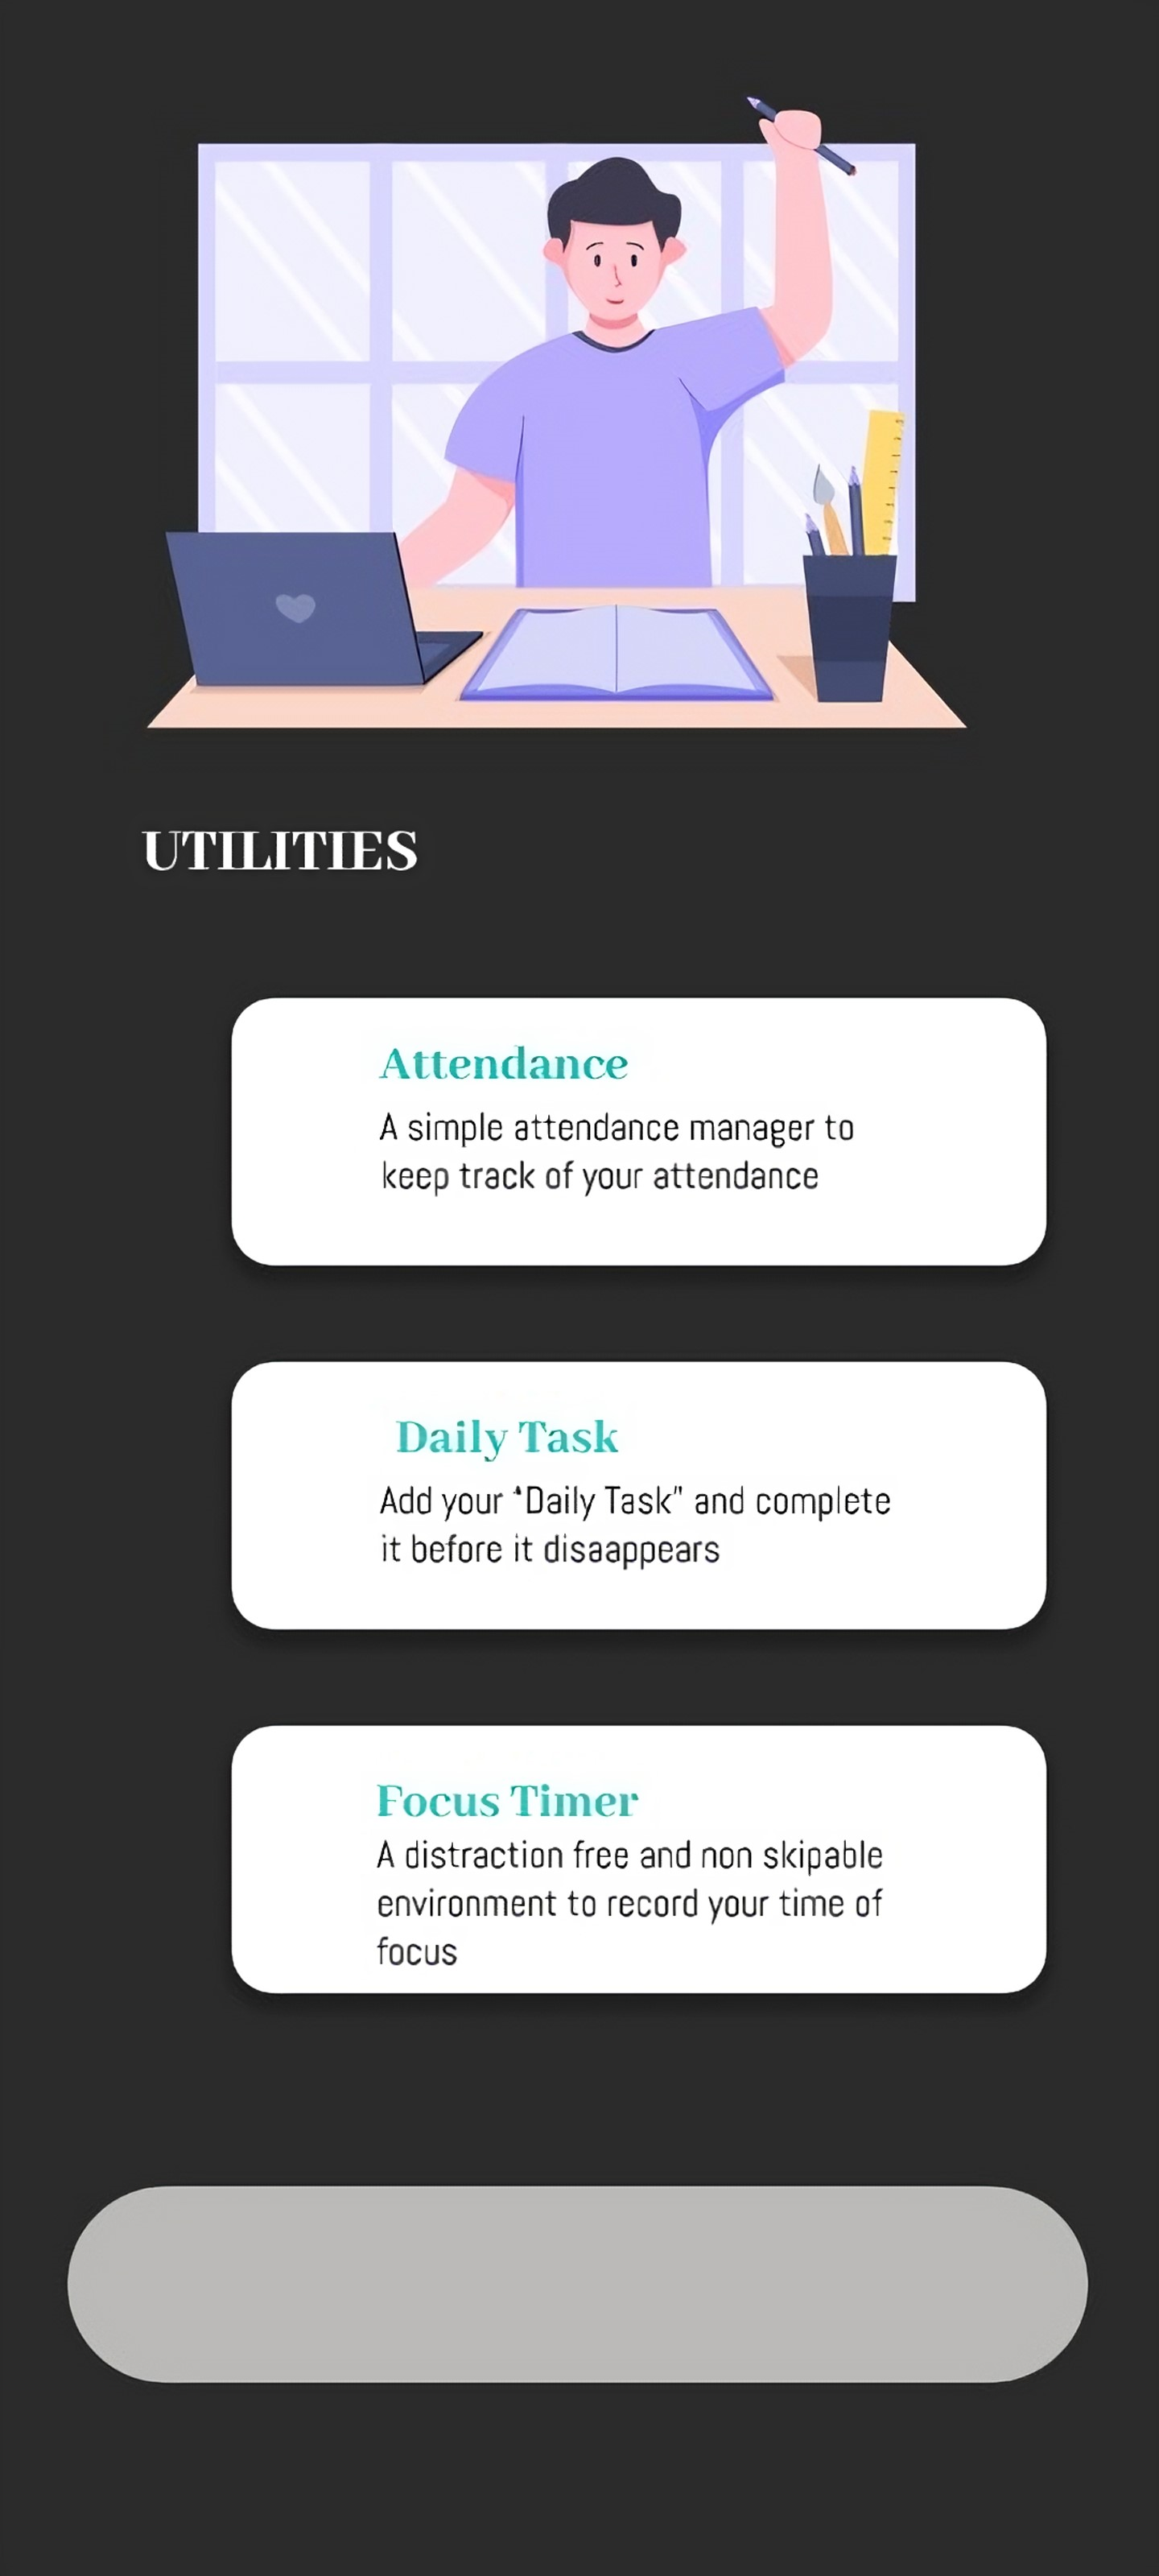 UTILITIES
Attendance
A simple attendance manager to
keep track of your attendance
Daily Task
Add your "Daily Task" and complete
it before it disaappears
Focus Timer
A distraction free and non skipable
environment to record your time of
focus